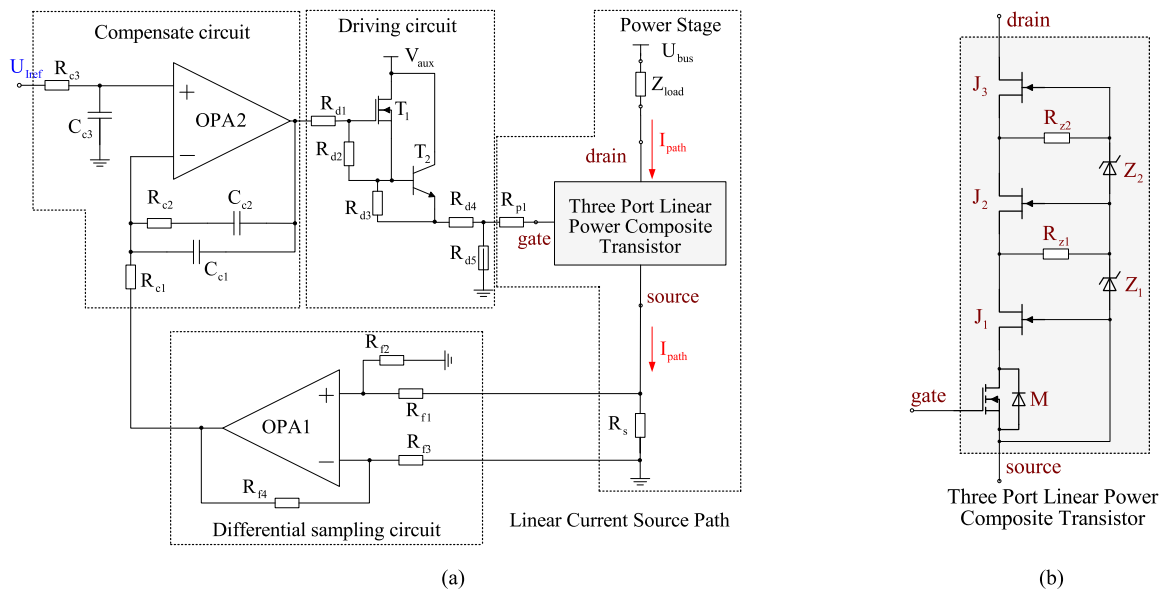 Compensate circuit
Driving circuit
Power Stage
drain
U_Iref
R_c3
C_c3
+
OPA2
−
R_c2
C_c2
C_c1
R_c1
V_aux
R_d1
T_1
R_d2
T_2
R_d3
R_d4
R_d5
R_p1
gate
U_bus
Z_load
I_path
drain
Three Port Linear
Power Composite
Transistor
source
I_path
R_s
R_f2
R_f1
+
OPA1
−
R_f3
R_f4
Differential sampling circuit
Linear Current Source Path
(a)
J_3
R_z2
Z_2
J_2
R_z1
Z_1
J_1
gate
M
source
Three Port Linear Power
Composite Transistor
(b)